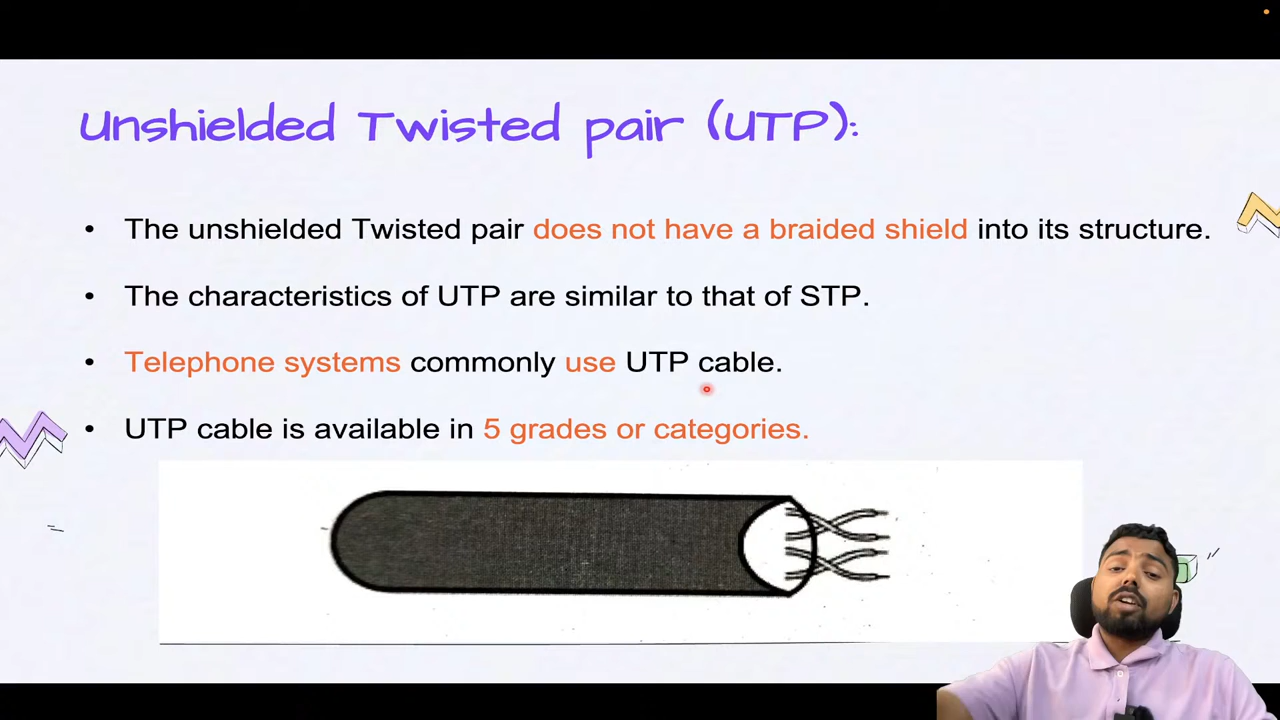 Unshielded Twisted pair (UTP):
• The unshielded Twisted pair does not have a braided shield into its structure.
• The characteristics of UTP are similar to that of STP.
• Telephone systems commonly use UTP cable.
• UTP cable is available in 5 grades or categories.